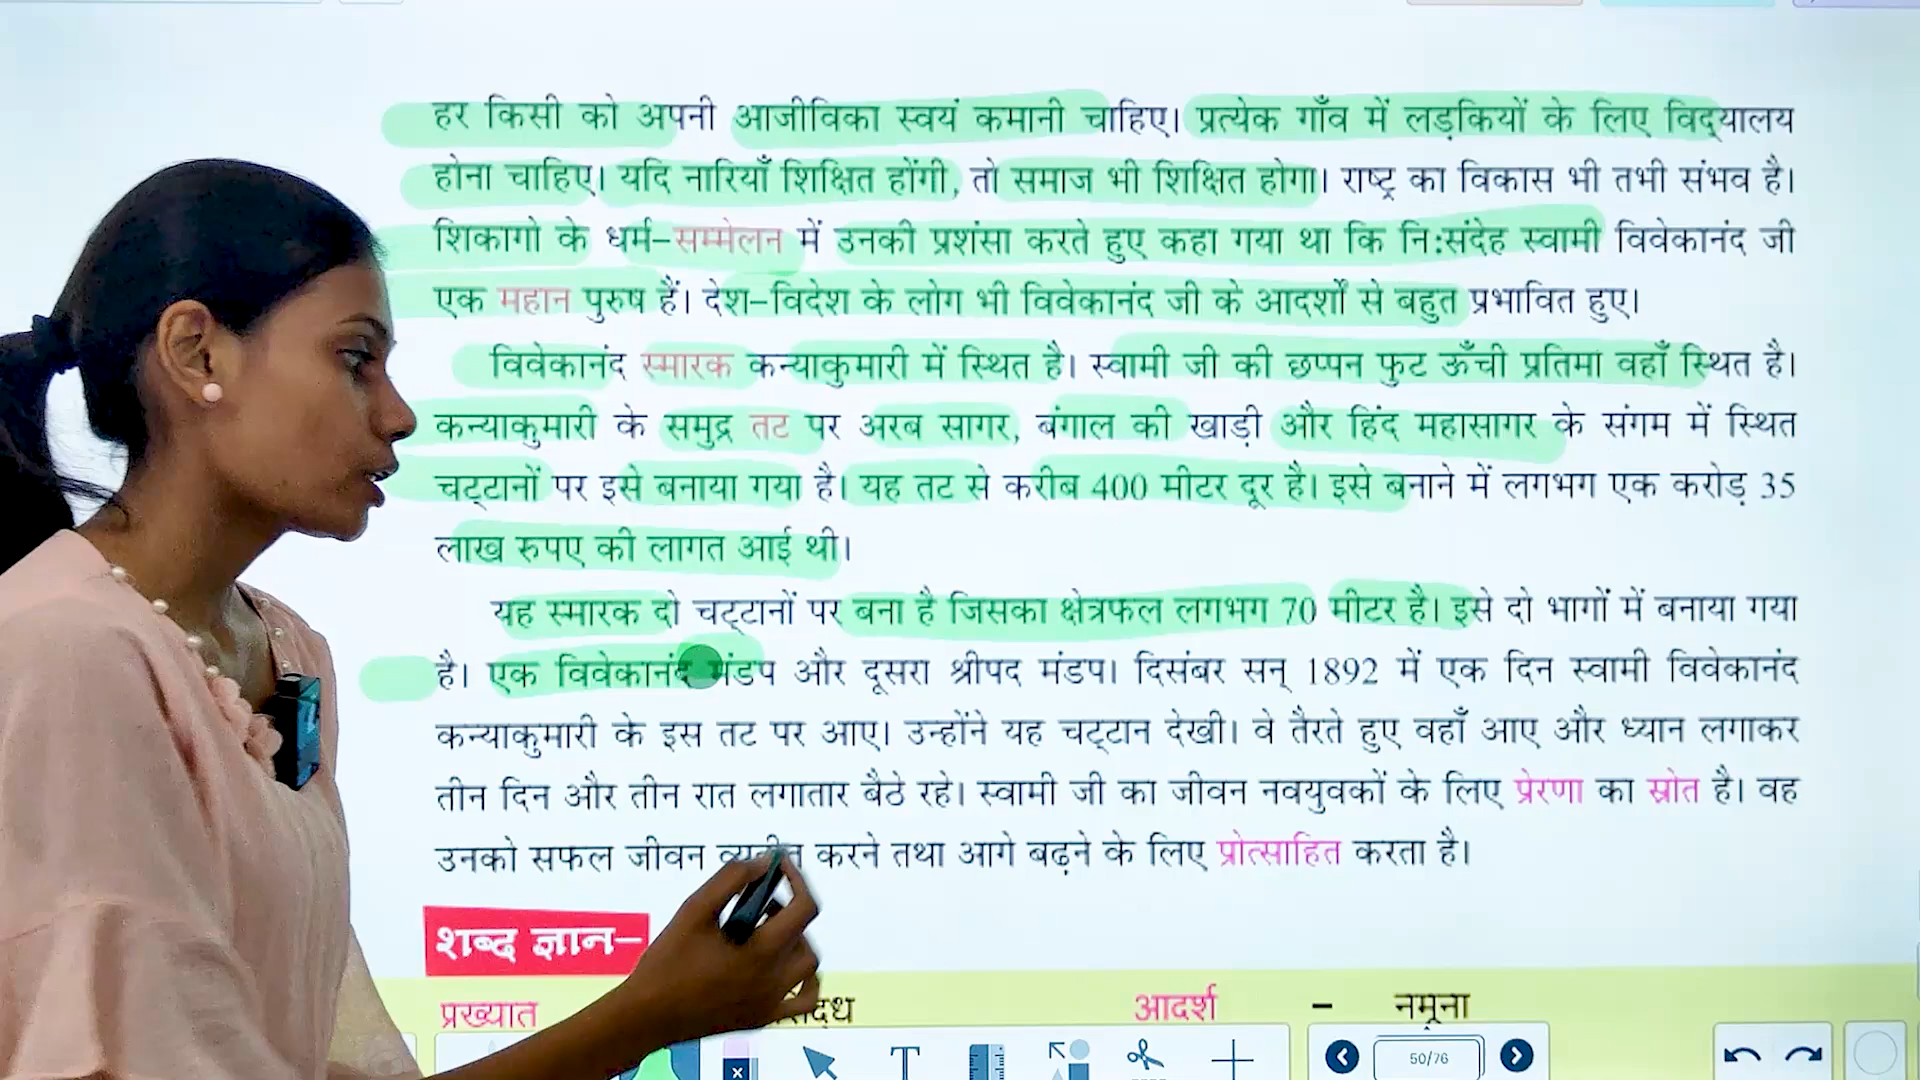 हर किसी को अपनी आजीविका स्वयं कमानी चाहिए। प्रत्येक गाँव में लड़कियों के लिए विद्‌यालय
होना चाहिए। यदि नारियाँ शिक्षित होंगी, तो समाज भी शिक्षित होगा। राष्ट्र का विकास भी तभी संभव है।
शिकागो के धर्म-सम्मेलन में उनकी प्रशंसा करते हुए कहा गया था कि नि:संदेह स्वामी विवेकानंद जी
एक महान पुरुष हैं। देश-विदेश के लोग भी विवेकानंद जी के आदर्शों से बहुत प्रभावित हुए।
विवेकानंद स्मारक कन्याकुमारी में स्थित है। स्वामी जी की छप्पन फुट ऊँची प्रतिमा वहाँ स्थित है।
कन्याकुमारी के समुद्र तट पर अरब सागर, बंगाल की खाड़ी और हिंद महासागर के संगम में स्थित
चट्‌टानों पर इसे बनाया गया है। यह तट से करीब 400 मीटर दूर है। इसे बनाने में लगभग एक करोड़ 35
लाख रुपए की लागत आई थी।
यह स्मारक दो चट्‌टानों पर बना है जिसका क्षेत्रफल लगभग 70 मीटर है। इसे दो भागों में बनाया गया
है। एक विवेकानंद मंडप और दूसरा श्रीपद मंडप। दिसंबर सन् 1892 में एक दिन स्वामी विवेकानंद
कन्याकुमारी के इस तट पर आए। उन्होंने यह चट्‌टान देखी। वे तैरते हुए वहाँ आए और ध्यान लगाकर
तीन दिन और तीन रात लगातार बैठे रहे। स्वामी जी का जीवन नवयुवकों के लिए प्रेरणा का स्रोत है। वह
उनको सफल जीवन करने तथा आगे बढ़ने के लिए प्रोत्साहित करता है।
शब्द ज्ञान-
प्रख्यात आदर्श - नमूना
50/76